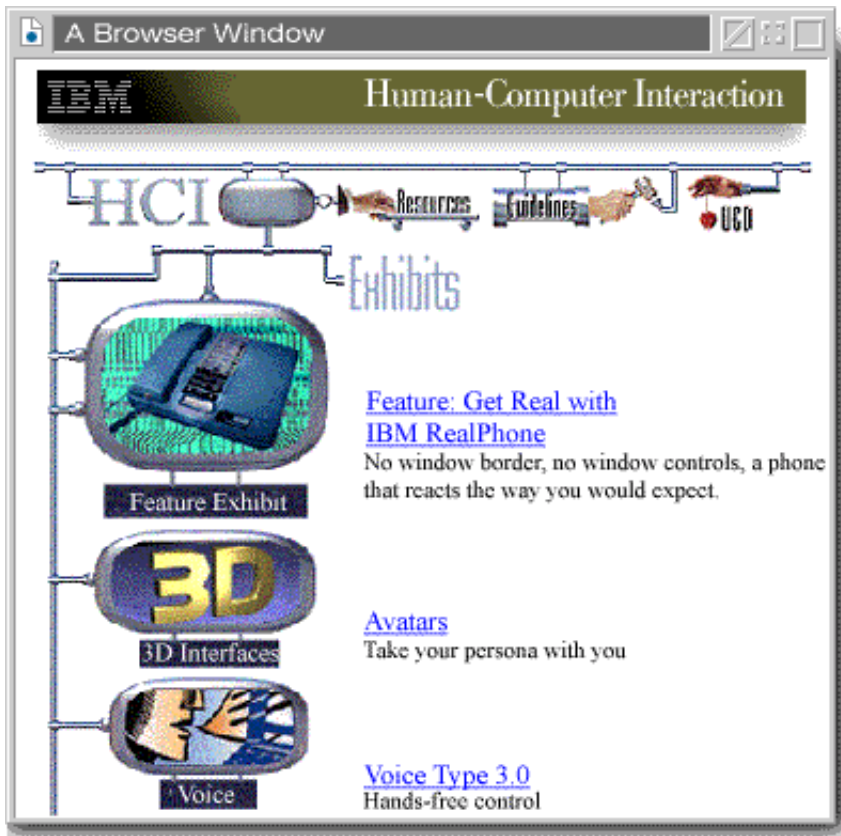 A Browser Window
IBM
Human-Computer Interaction
HCI
Resources
Guidelines
UCD
Exhibits
Feature: Get Real with
IBM RealPhone
No window border, no window controls, a phone
that reacts the way you would expect.
Feature Exhibit
3D
Avatars
3D Interfaces
Take your persona with you
Voice Type 3.0
Voice
Hands-free control